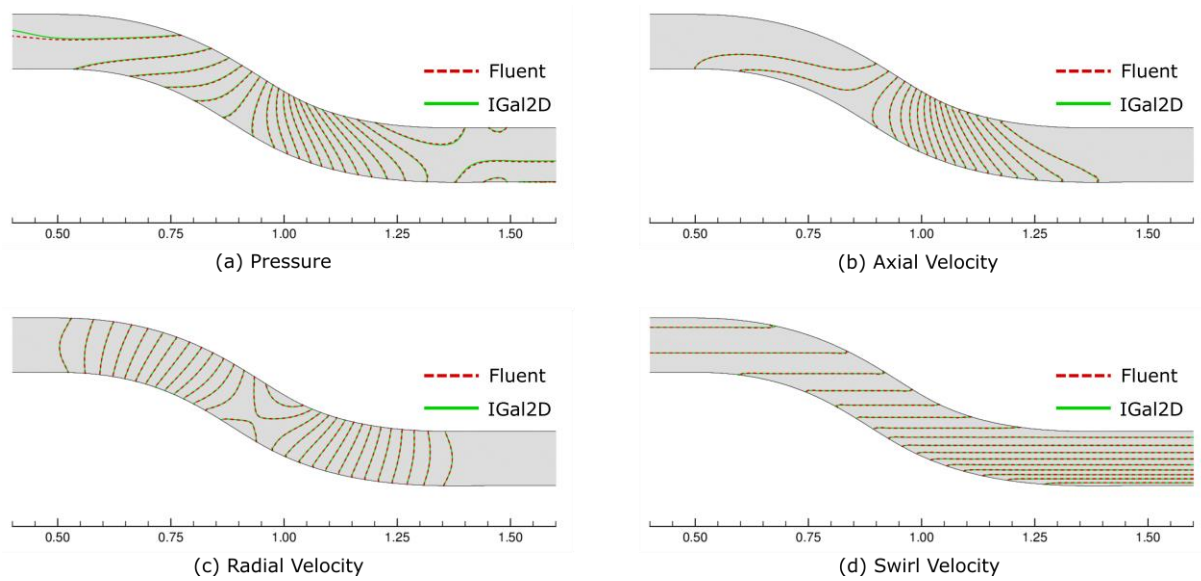 Fluent
IGal2D
0.50 0.75 1.00 1.25 1.50
(a) Pressure
Fluent
IGal2D
0.50 0.75 1.00 1.25 1.50
(b) Axial Velocity
Fluent
IGal2D
0.50 0.75 1.00 1.25 1.50
(c) Radial Velocity
Fluent
IGal2D
0.50 0.75 1.00 1.25 1.50
(d) Swirl Velocity